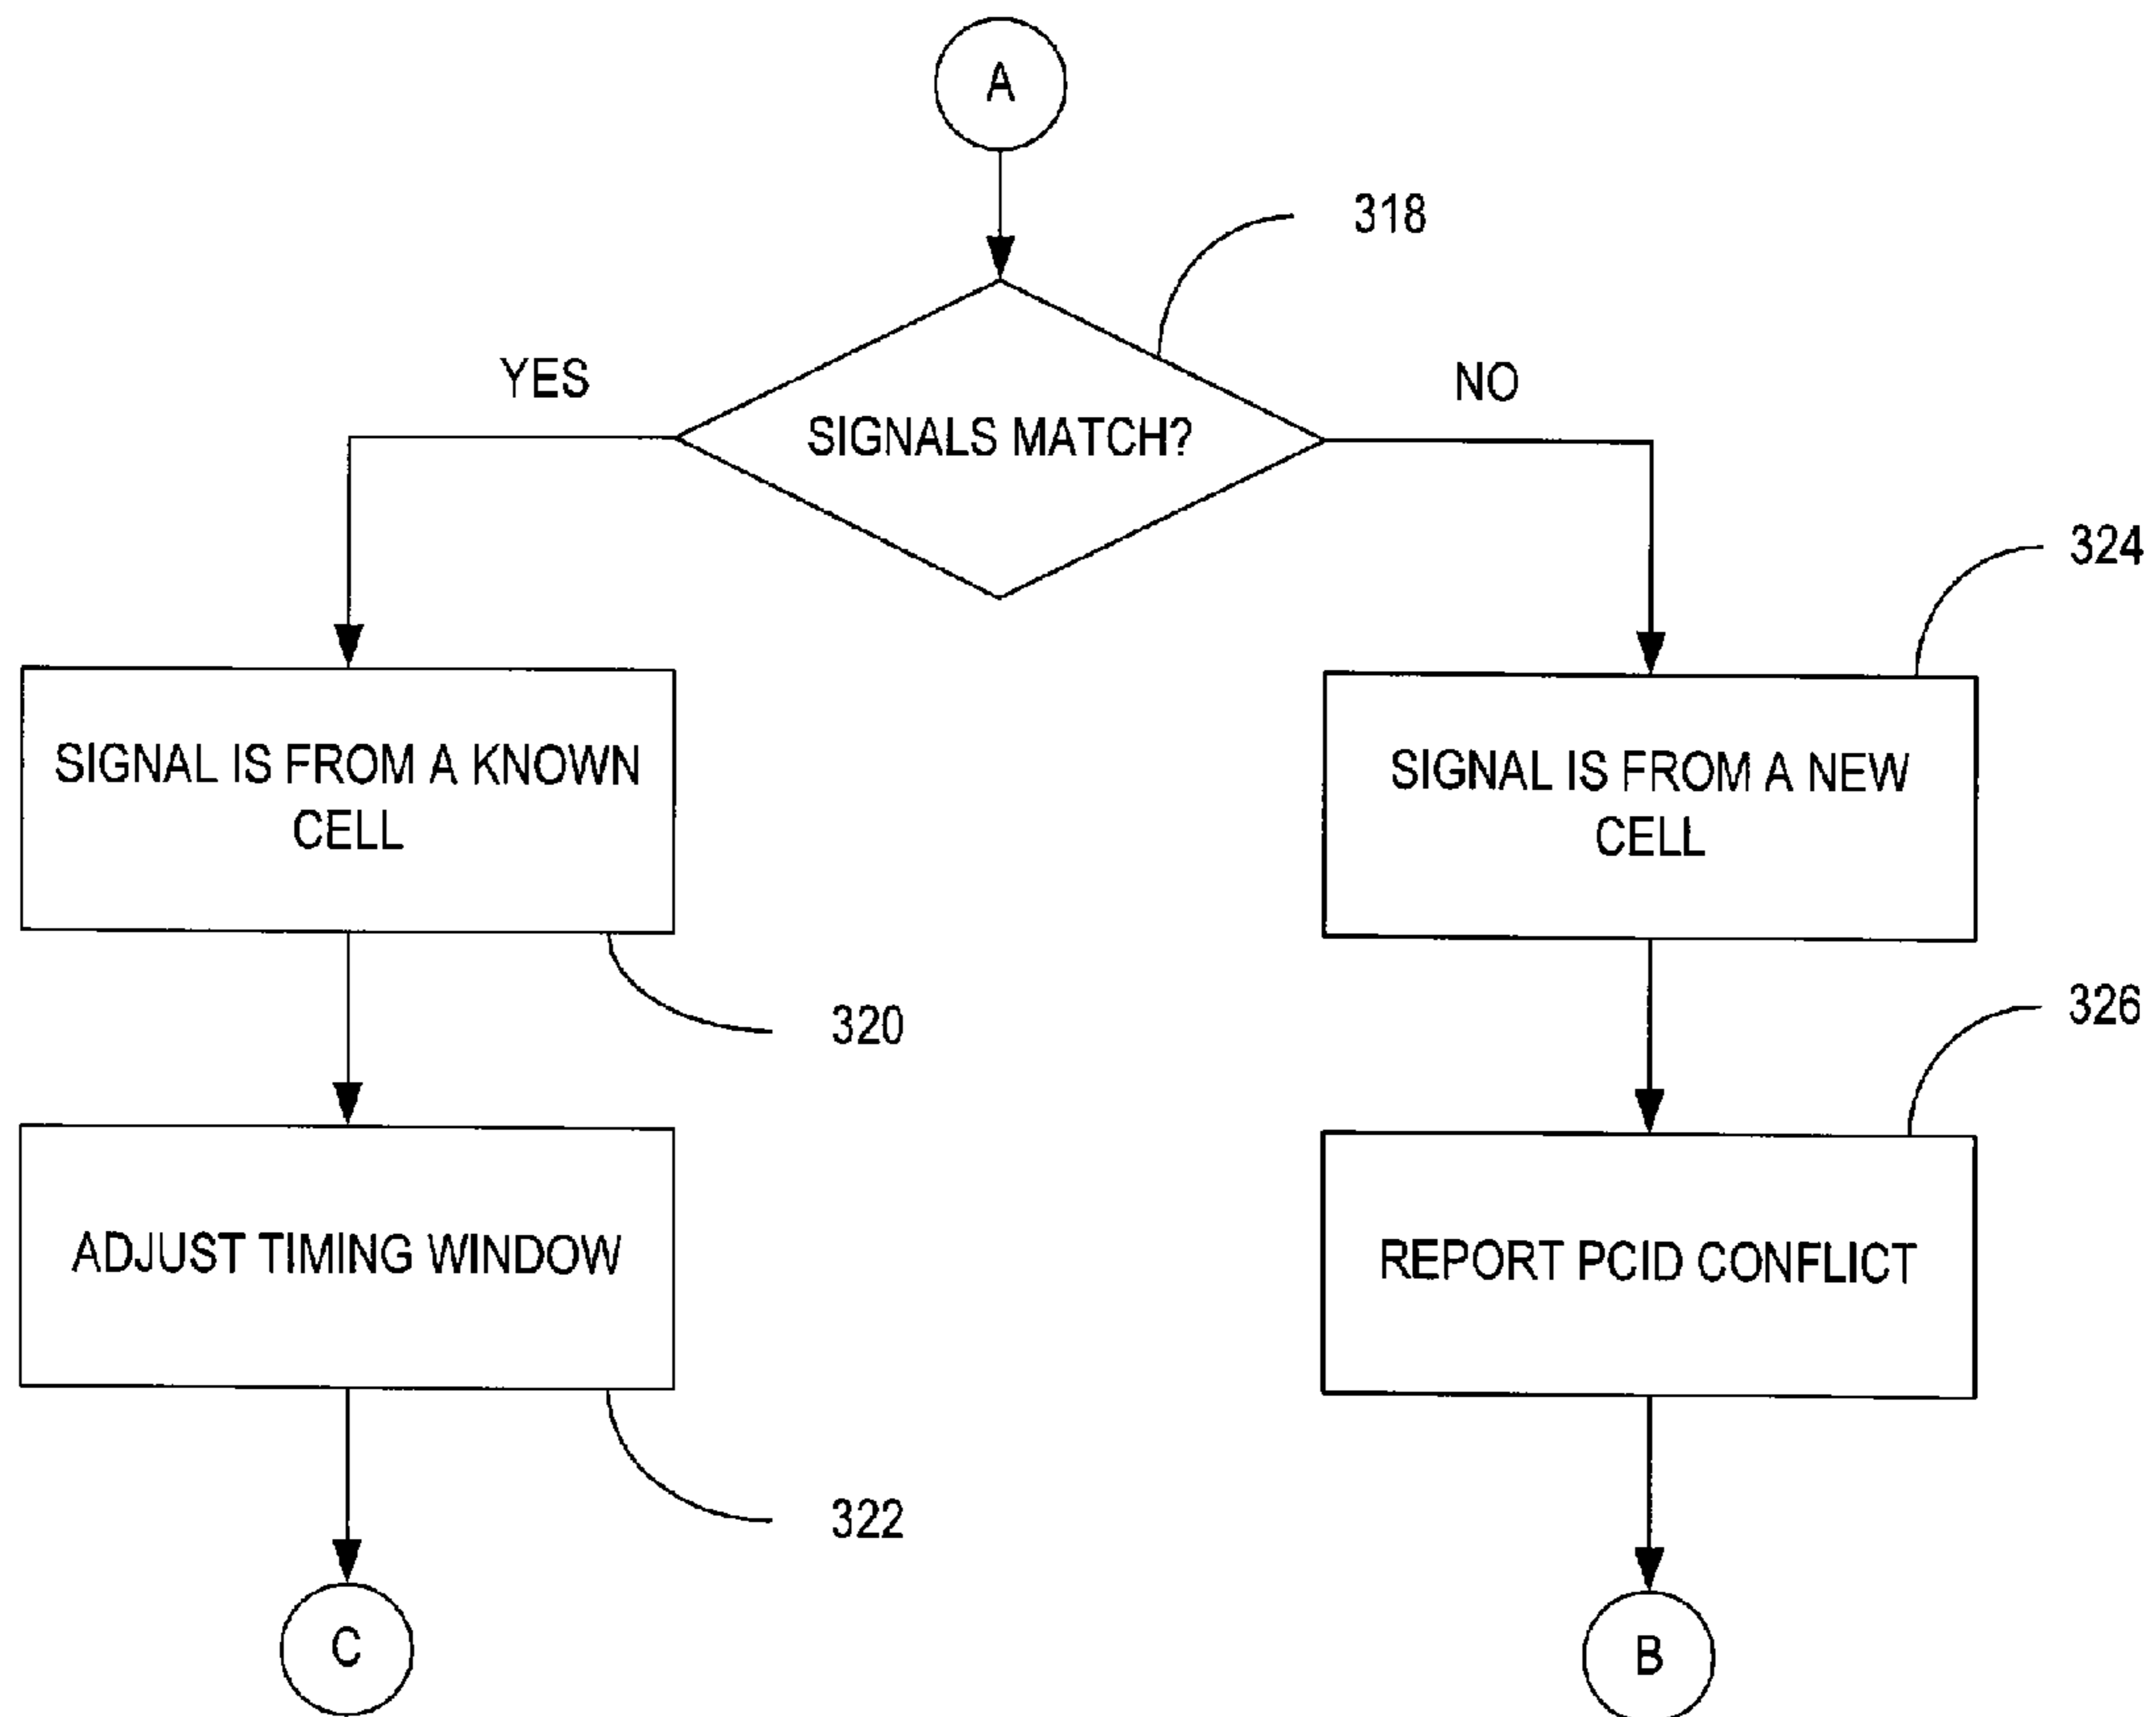 A
318
YES
NO
SIGNALS MATCH?
324
SIGNAL IS FROM A KNOWN
CELL
SIGNAL IS FROM A NEW
CELL
320
326
ADJUST TIMING WINDOW
REPORT PCID CONFLICT
322
C
B